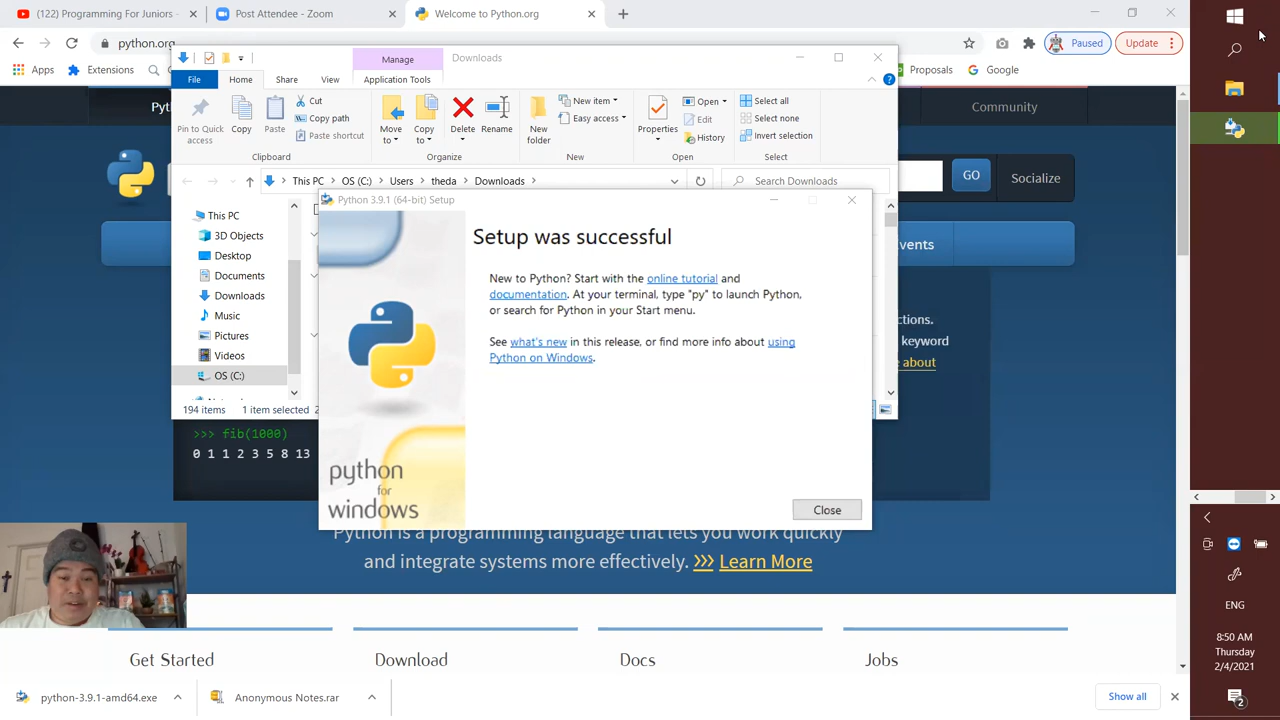 (122) Programming For Juniors -
Post Attendee - Zoom
Welcome to Python.org
python.org
Paused
Update
Apps
Extensions
Proposals
Google
Manage
Downloads
File
Home
Share
View
Application Tools
Pin to Quick access
Copy
Paste
Cut
Copy path
Paste shortcut
Clipboard
Move to
Copy to
Delete
Rename
Organize
New folder
New item
Easy access
New
Properties
Open
Edit
History
Open
Select all
Select none
Invert selection
Select
This PC
OS (C:)
Users
theda
Downloads
Search Downloads
Community
GO
Socialize
This PC
3D Objects
Desktop
Documents
Downloads
Music
Pictures
Videos
OS (C:)
194 items
1 item selected
Python 3.9.1 (64-bit) Setup
Setup was successful
New to Python? Start with the online tutorial and
documentation. At your terminal, type "py" to launch Python,
or search for Python in your Start menu.
See what's new in this release, or find more info about using
Python on Windows.
python
for
windows
Close
vents
ctions.
keyword
e about
>>> fib(1000)
0 1 1 2 3 5 8 13
Python is a programming language that lets you work quickly
and integrate systems more effectively. >>> Learn More
Get Started
Download
Docs
Jobs
python-3.9.1-amd64.exe
Anonymous Notes.rar
Show all
ENG
8:50 AM
Thursday
2/4/2021
2